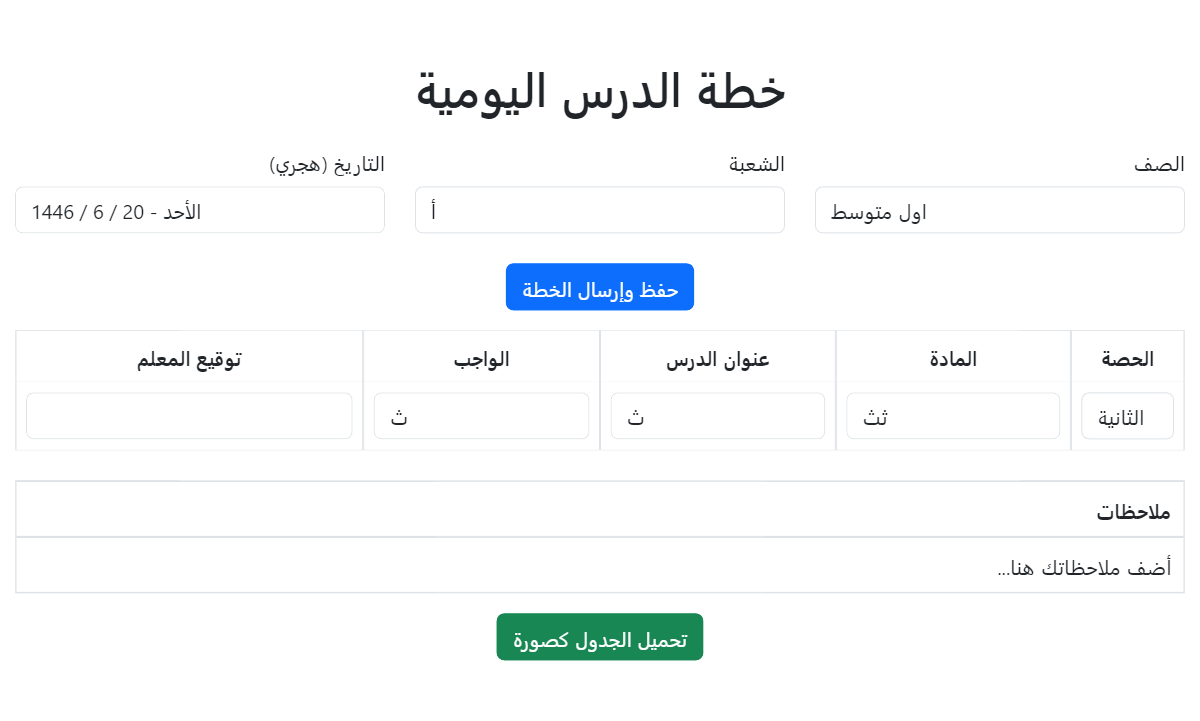 خطة الدرس اليومية
الصف الشعبة التاريخ (هجري)
اول متوسط أ الأحد - 20 / 6 / 1446
حفظ وإرسال الخطة
الحصة المادة عنوان الدرس الواجب توقيع المعلم
الثانية ثث ث ث
ملاحظات
أضف ملاحظاتك هنا...
تحميل الجدول كصورة